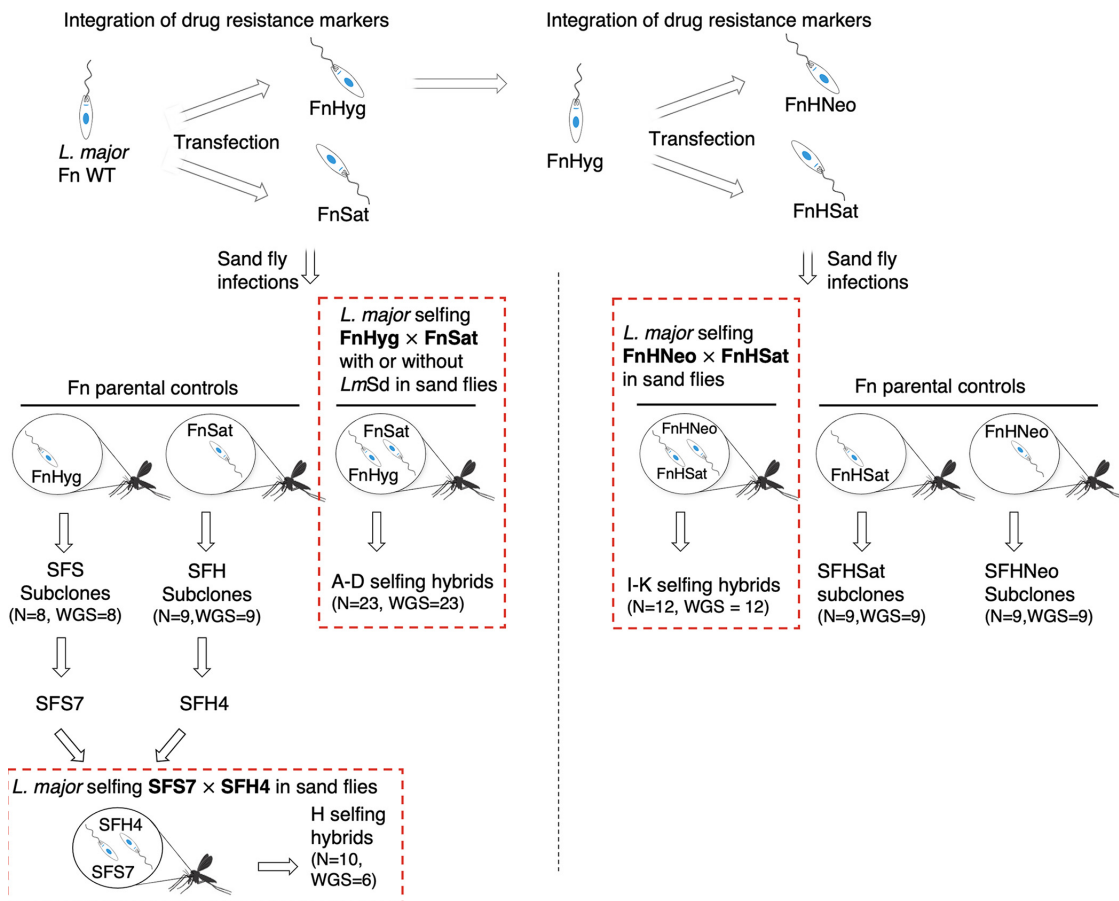 Integration of drug resistance markers
FnHyg
L. major
Fn WT
Transfection
FnSat
Sand fly
infections
Integration of drug resistance markers
FnHNeo
FnHyg
Transfection
FnHSat
Sand fly
infections
Fn parental controls
FnHyg
FnSat
L. major selfing
FnHyg × FnSat
with or without
LmSd in sand flies
FnSat
FnHyg
SFS
Subclones
(N=8, WGS=8)
SFH
Subclones
(N=9,WGS=9)
A-D selfing hybrids
(N=23, WGS=23)
SFS7
SFH4
L. major selfing SFS7 × SFH4 in sand flies
SFH4
SFS7
H selfing
hybrids
(N=10,
WGS=6)
L. major selfing
FnHNeo × FnHSat
in sand flies
FnHNeo
FnHSat
I-K selfing hybrids
(N=12, WGS = 12)
Fn parental controls
FnHSat
FnHNeo
SFHSat
subclones
(N=9,WGS=9)
SFHNeo
Subclones
(N=9,WGS=9)